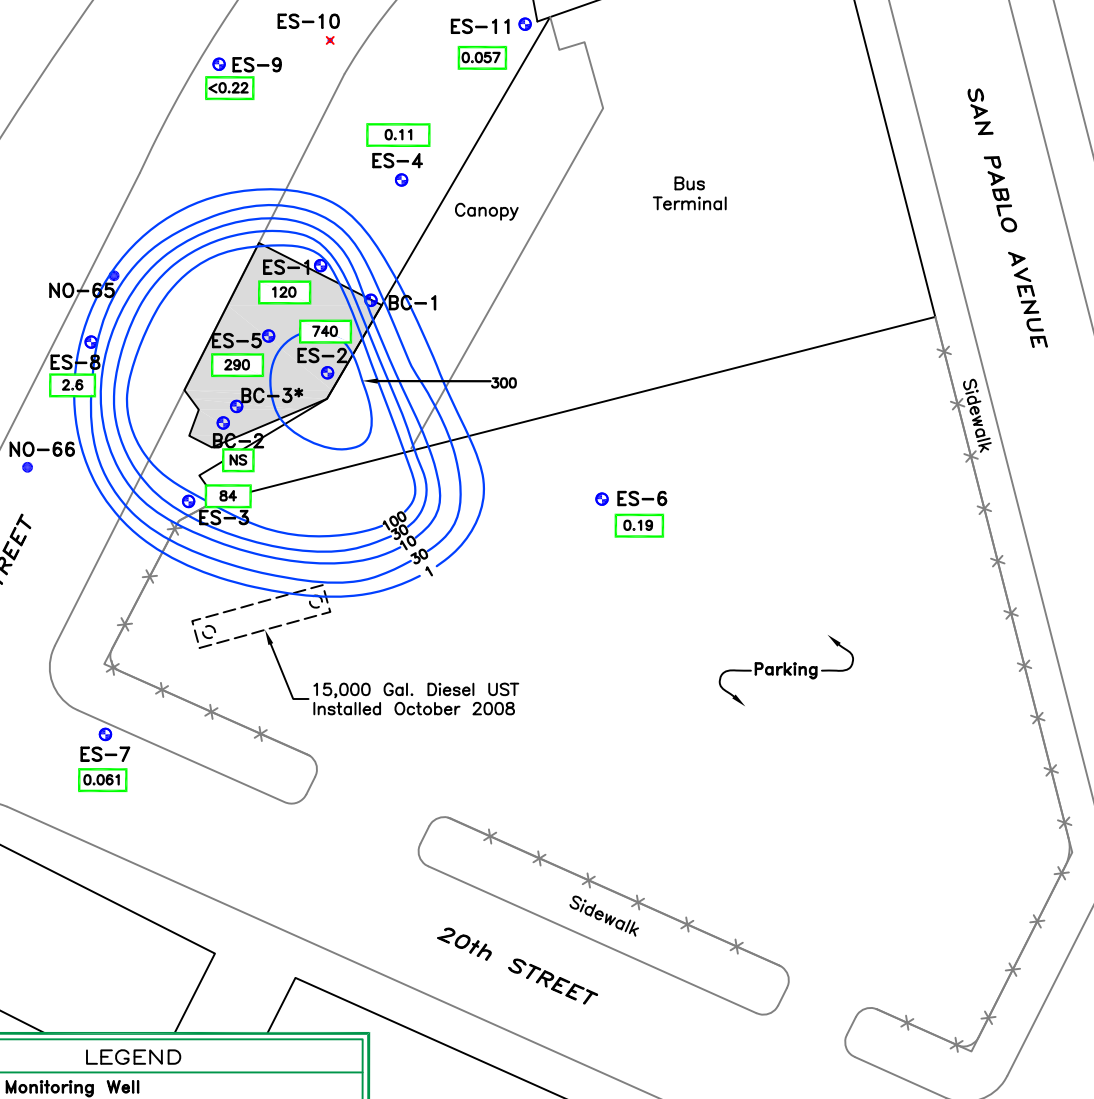 ES-10
ES-11
0.057
ES-9
<0.22
0.11
ES-4
SAN PABLO AVENUE
Bus
Terminal
Canopy
ES-1
120
NO-65
BC-1
740
ES-5
290
ES-2
ES-8
2.6
300
BC-3*
Sidewalk
BC-2
NS
NO-66
84
ES-3
ES-6
0.19
100
30
10
30
1
REET
Parking
15,000 Gal. Diesel UST
Installed October 2008
ES-7
0.061
Sidewalk
20th STREET
LEGEND
Monitoring Well